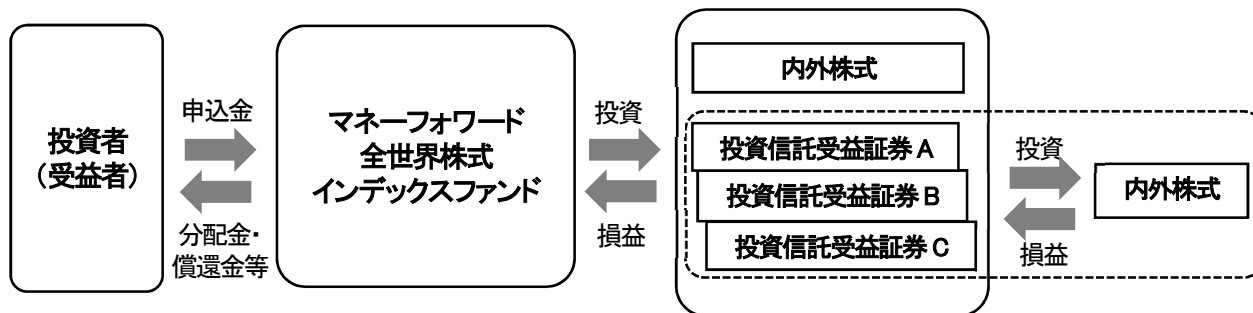 投資者
(受益者)
申込金
分配金・
償還金等
マネーフォワード
全世界株式
インデックスファンド
投資
損益
内外株式
投資信託受益証券A
投資信託受益証券B
投資信託受益証券C
投資
損益
内外株式